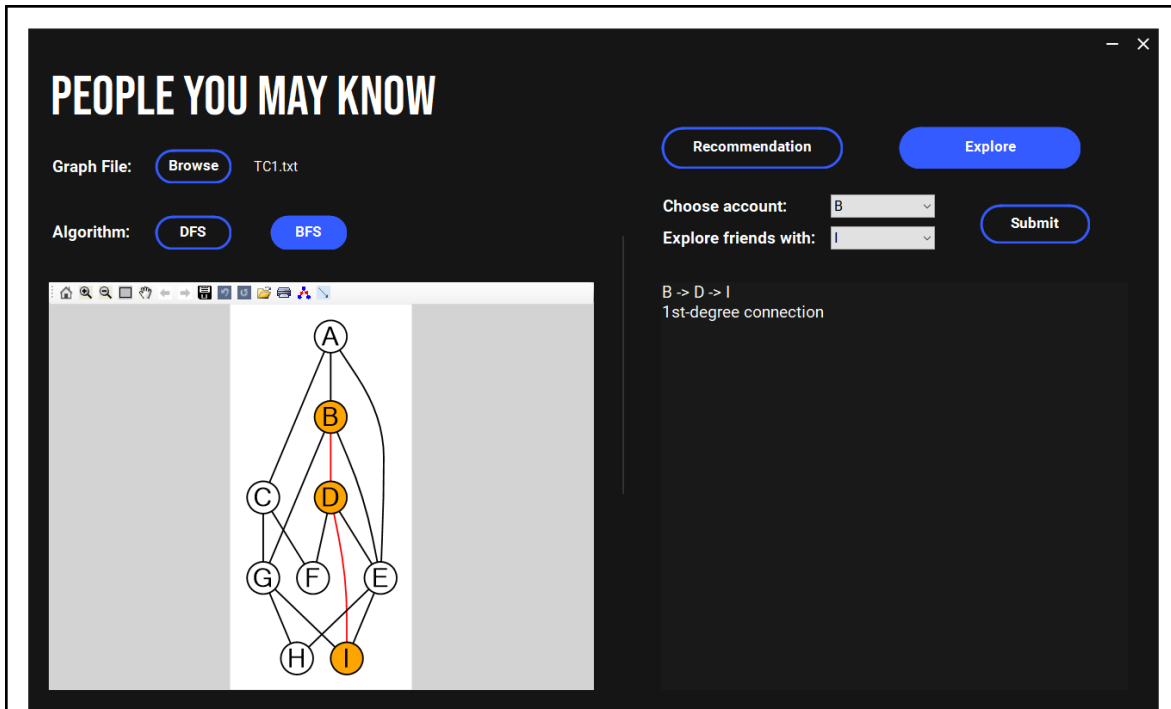 PEOPLE YOU MAY KNOW
Graph File: Browse TC1.txt
Algorithm: DFS BFS
A
B
C D
G F E
H I
Recommendation Explore
Choose account: B
Explore friends with: I
Submit
B -> D -> I
1st-degree connection